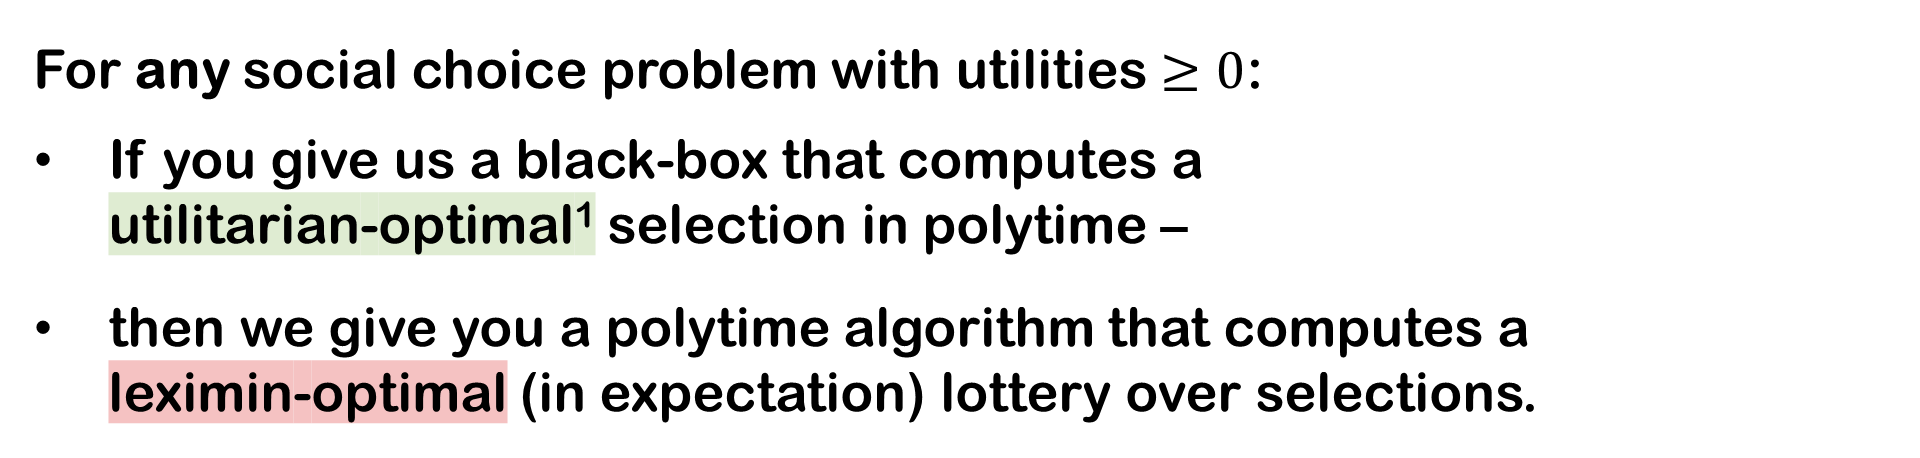 For any social choice problem with utilities ≥ 0:
• If you give us a black-box that computes a
utilitarian-optimal¹ selection in polytime –
• then we give you a polytime algorithm that computes a
leximin-optimal (in expectation) lottery over selections.